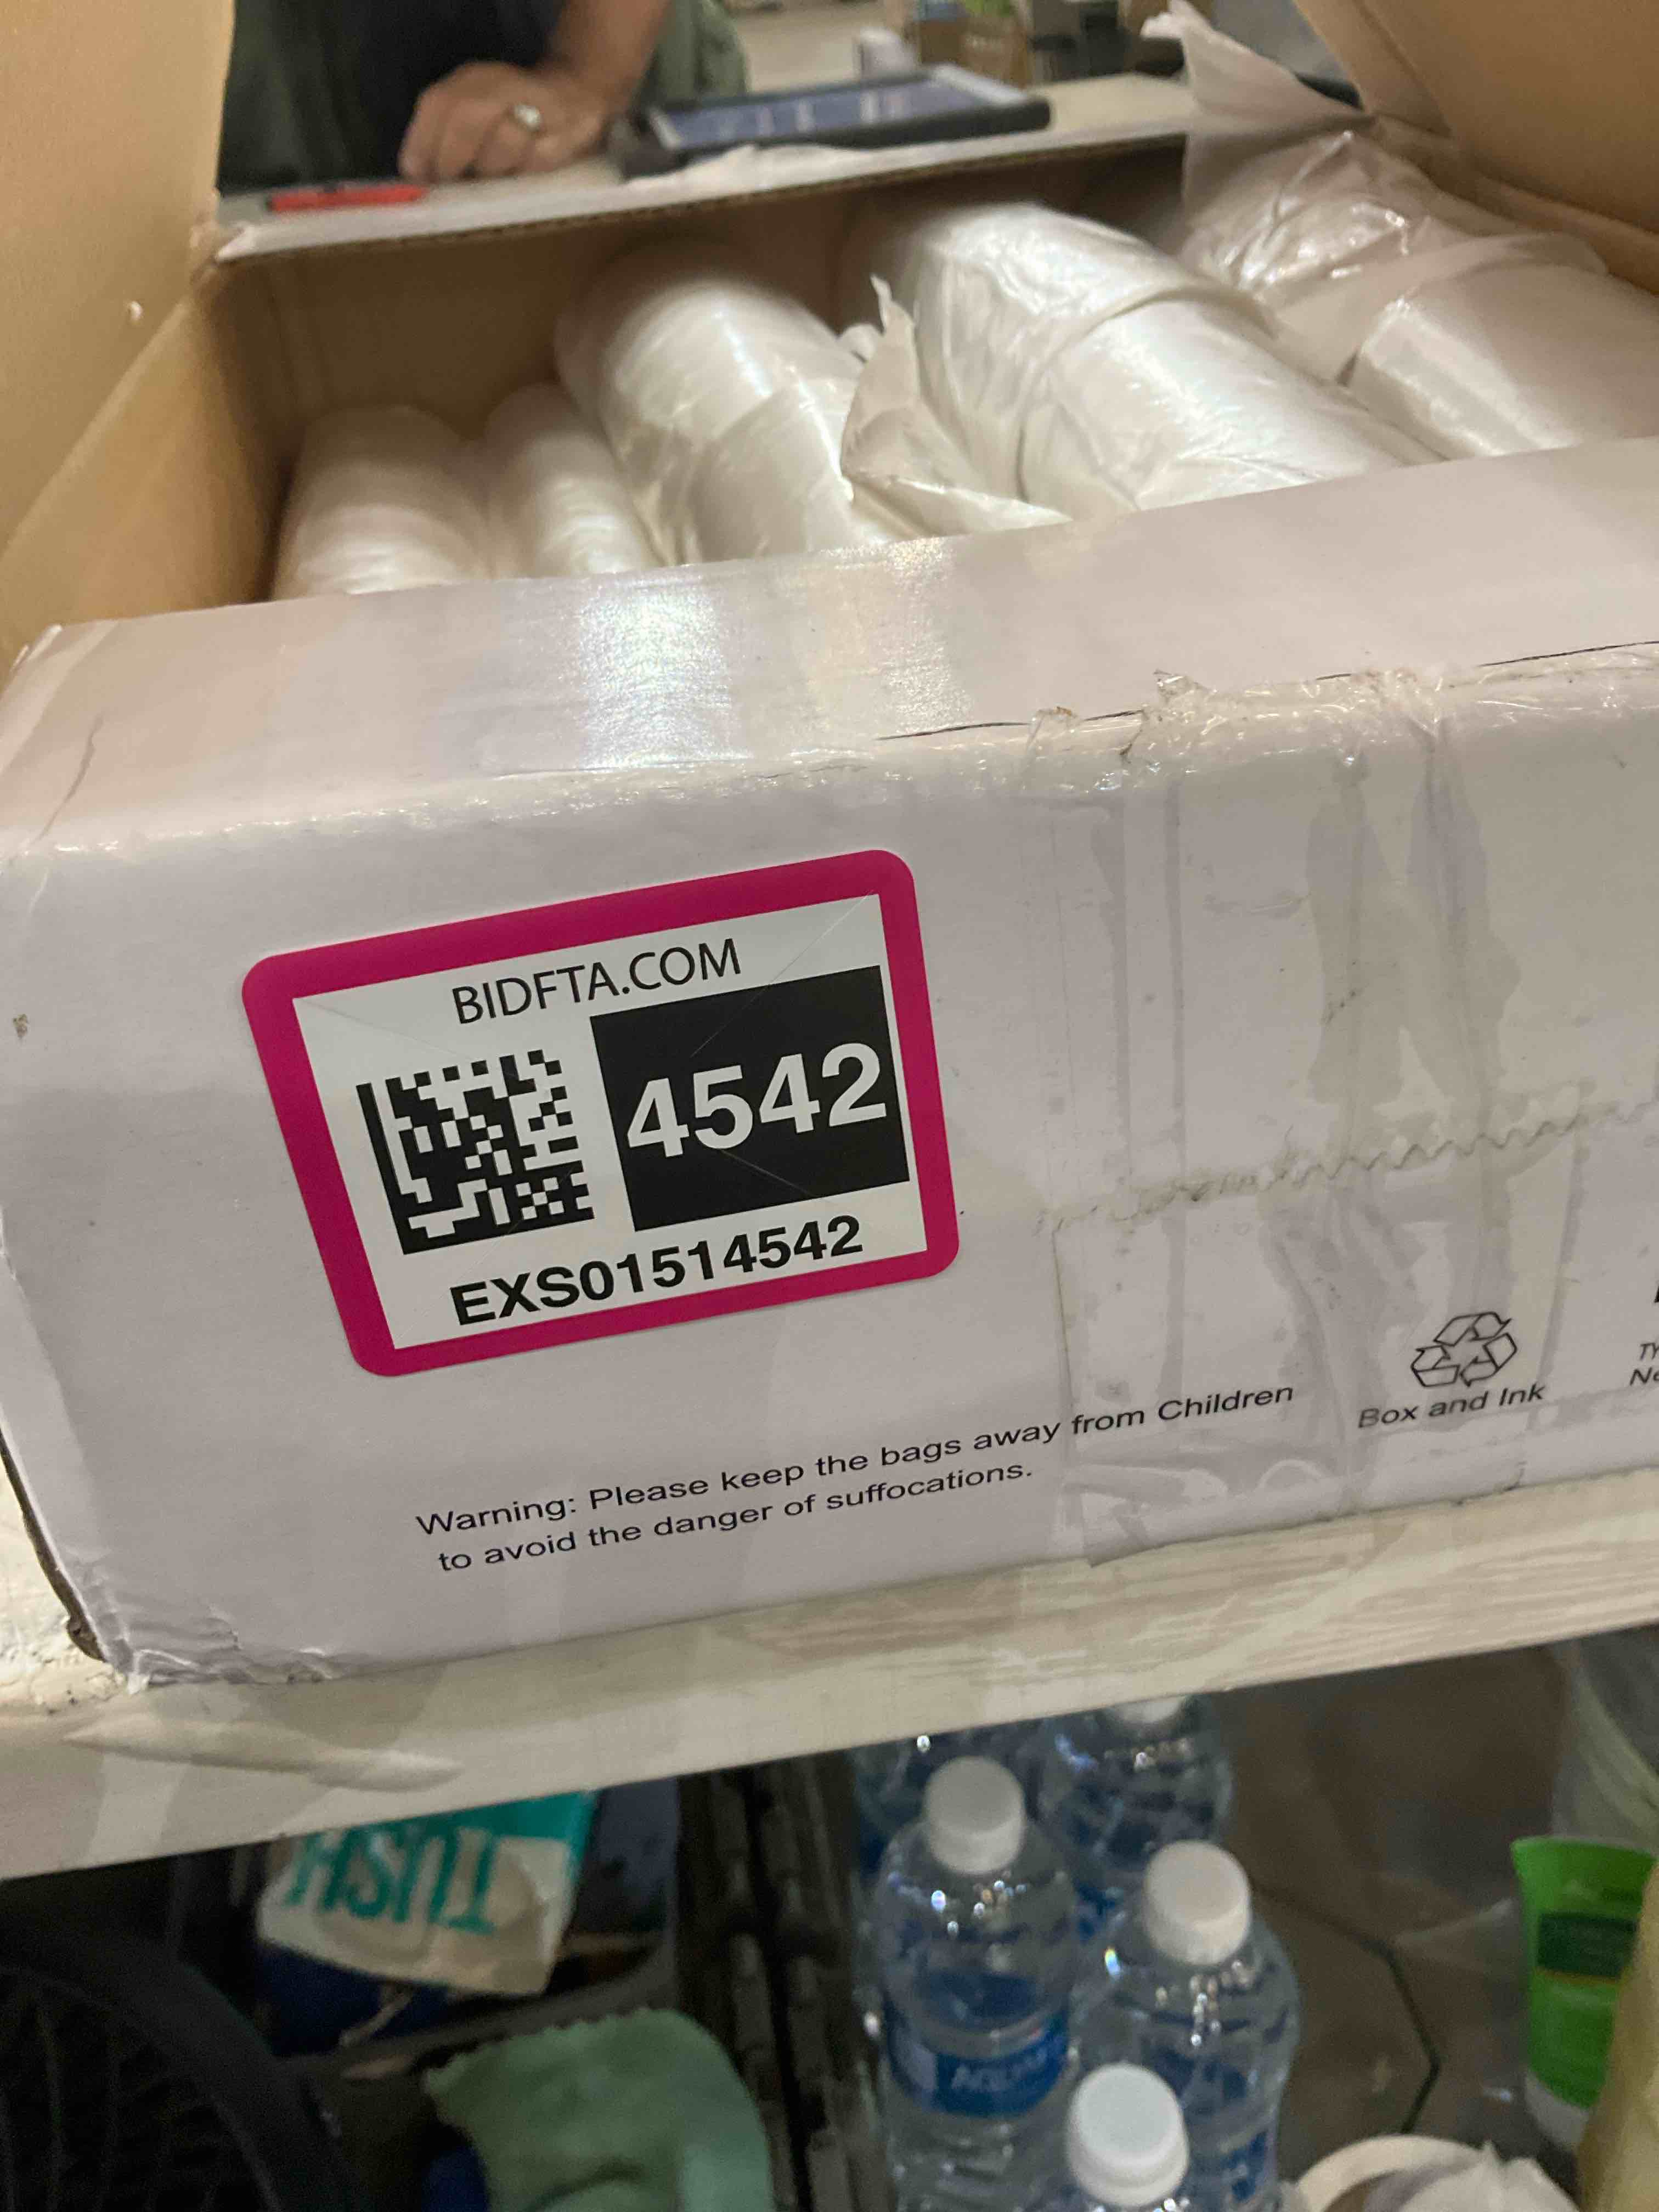 BIDFTA.COM
4542
EXS01514542
Warning: Please keep the bags away from Children
to avoid the danger of suffocations.
Box and Ink